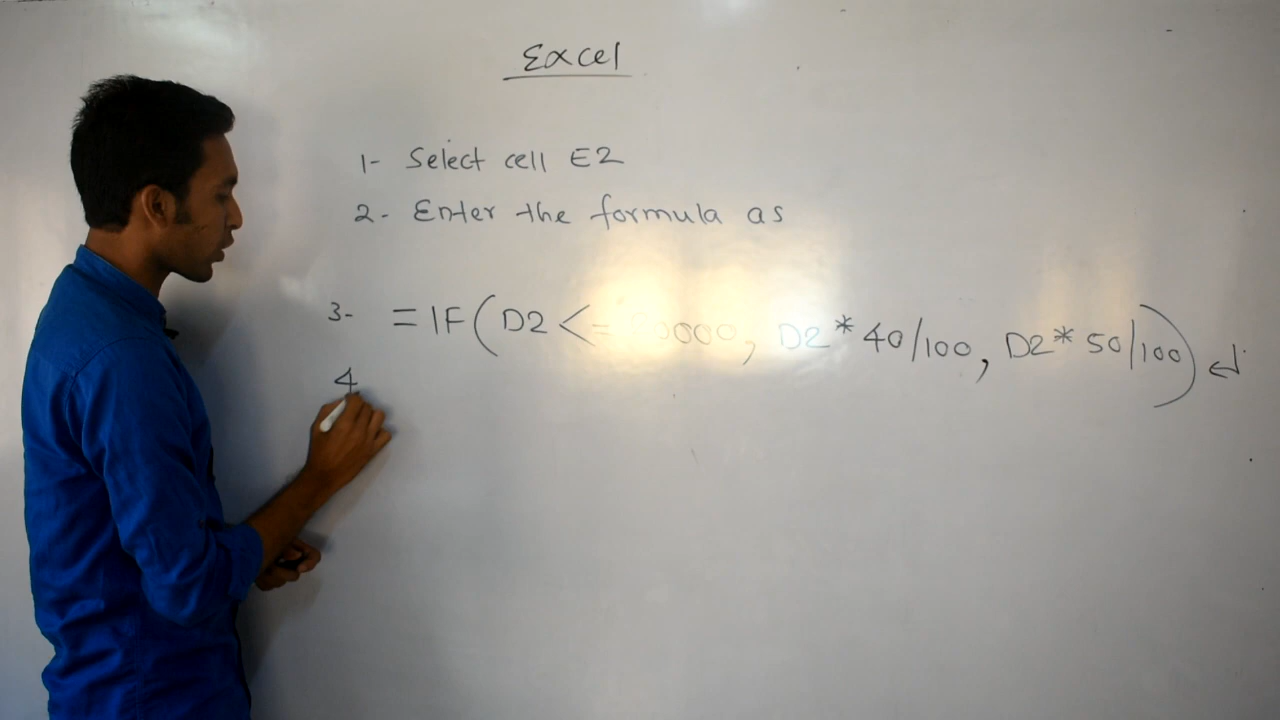 Excel
1- Select cell E2
2- Enter the formula as
3- =IF(D2<= D2*40/100, D2*50/100) ↵
4